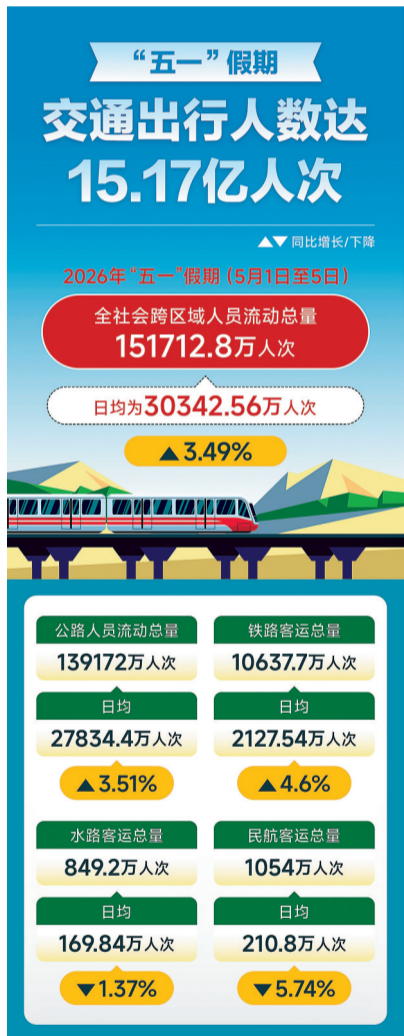 “五一”假期
交通出行人数达
15.17亿人次
▲▼同比增长/下降
2026年“五一”假期（5月1日至5日）
全社会跨区域人员流动总量
151712.8万人次
日均为30342.56万人次
▲3.49%
公路人员流动总量
139172万人次
日均
27834.4万人次
▲3.51%
铁路客运总量
10637.7万人次
日均
2127.54万人次
▲4.6%
水路客运总量
849.2万人次
日均
169.84万人次
▼1.37%
民航客运总量
1054万人次
日均
210.8万人次
▼5.74%